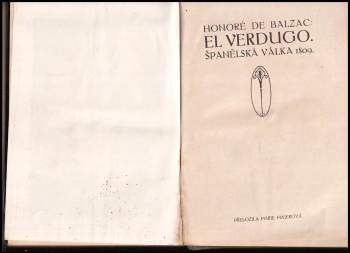 HONORÉ DE BALZAC:
EL VERDUGO.
ŠPANĚLSKÁ VÁLKA 1809.
PŘELOŽILA MARIE MAJEROVÁ